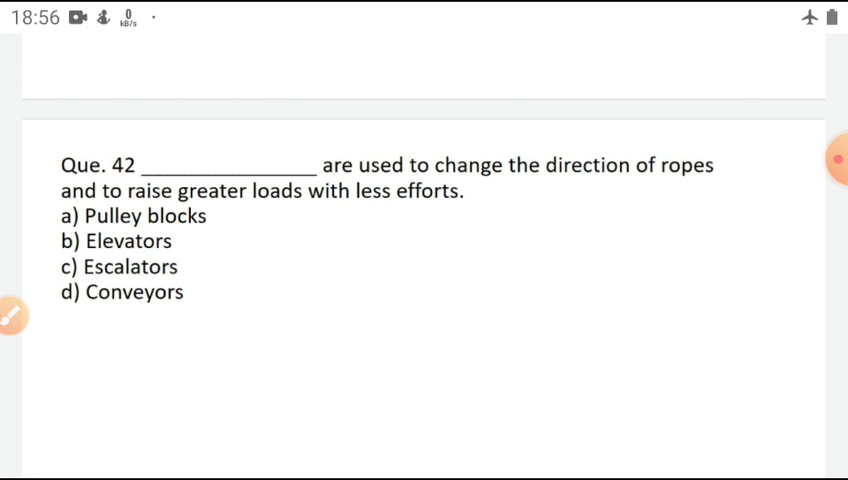 18:56 0 kB/s
Que. 42 ________________ are used to change the direction of ropes
and to raise greater loads with less efforts.
a) Pulley blocks
b) Elevators
c) Escalators
d) Conveyors